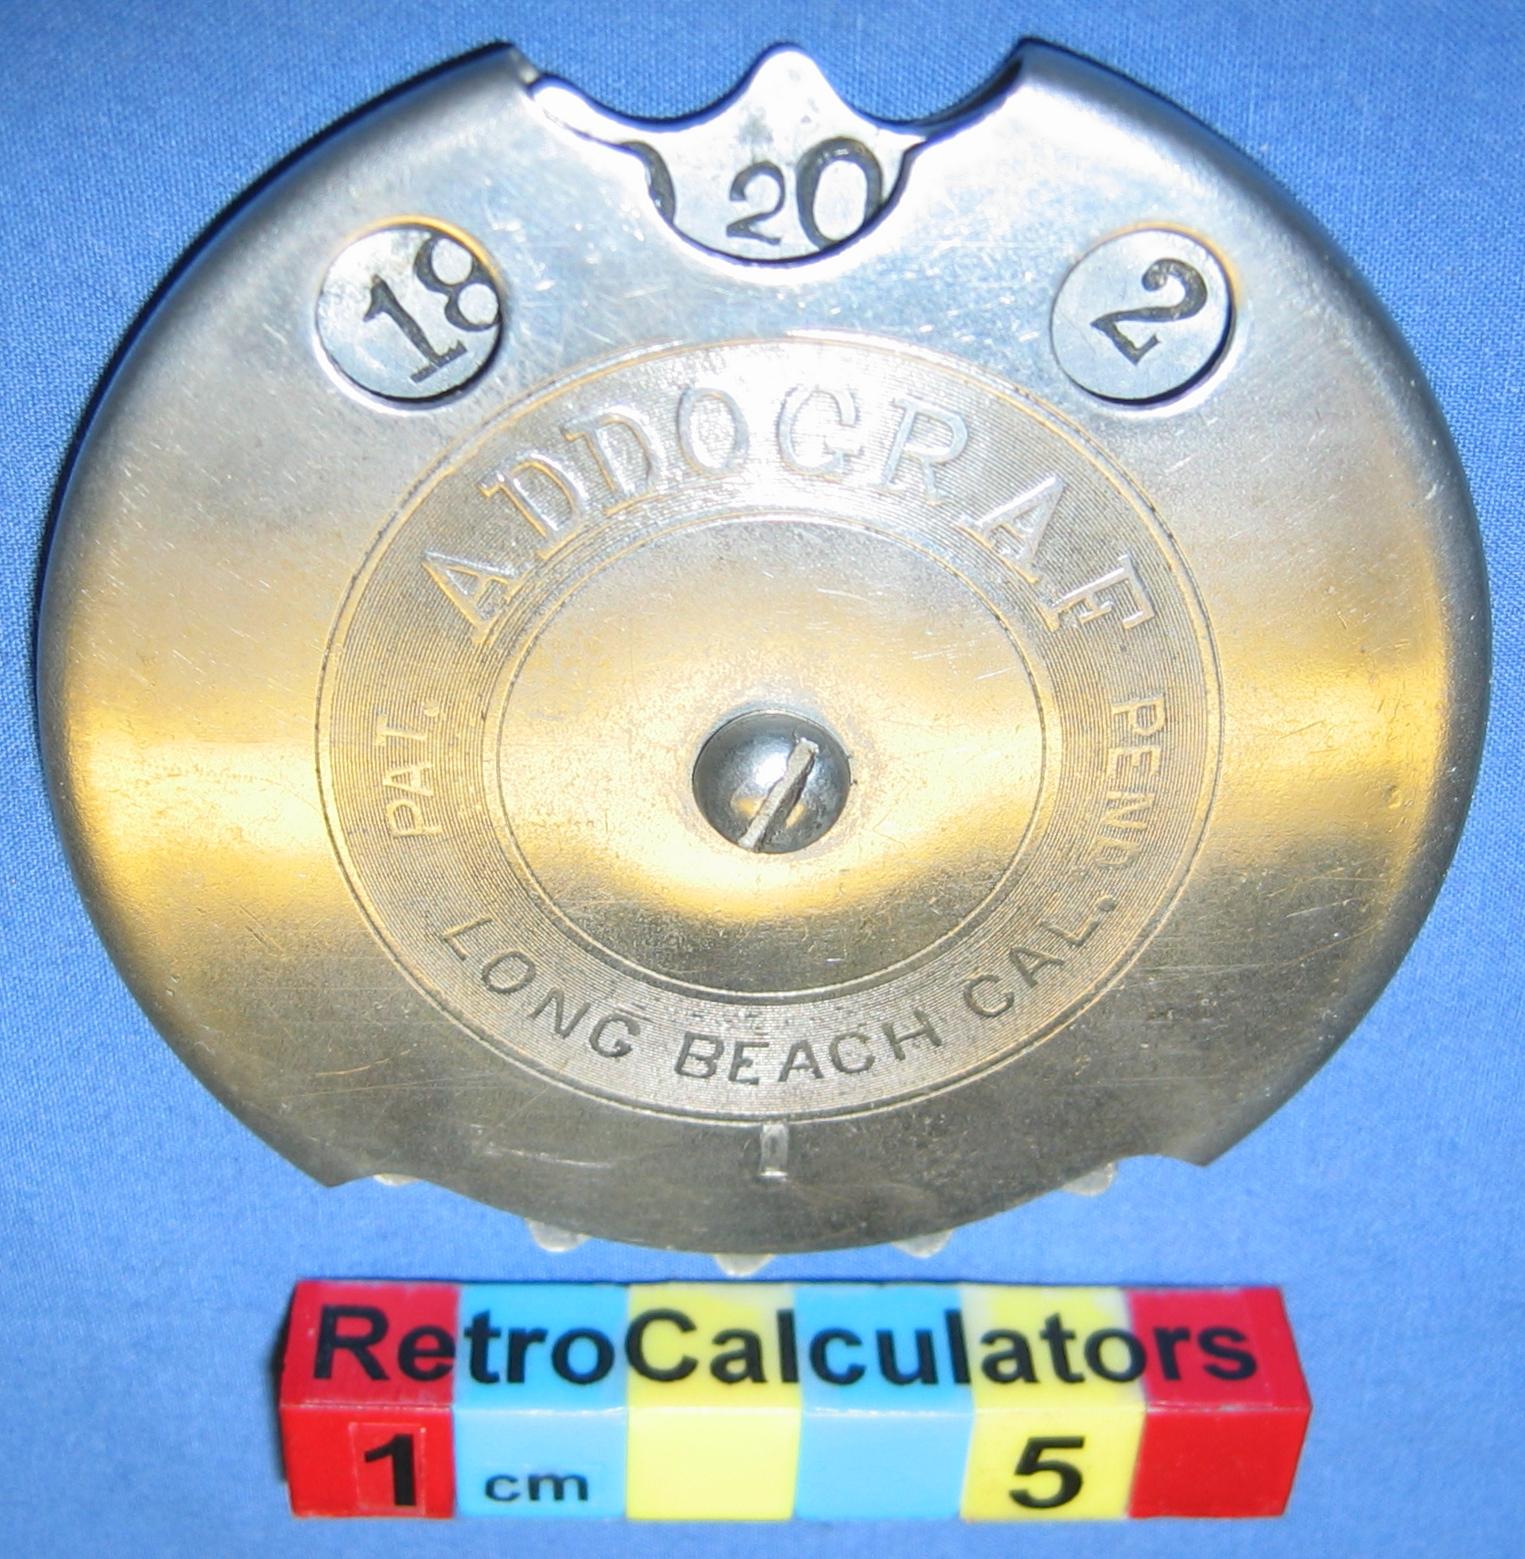 20
18
2
ADDOGRAF
PAT. PEND.
LONG BEACH CAL.
RetroCalculators
1 cm 5